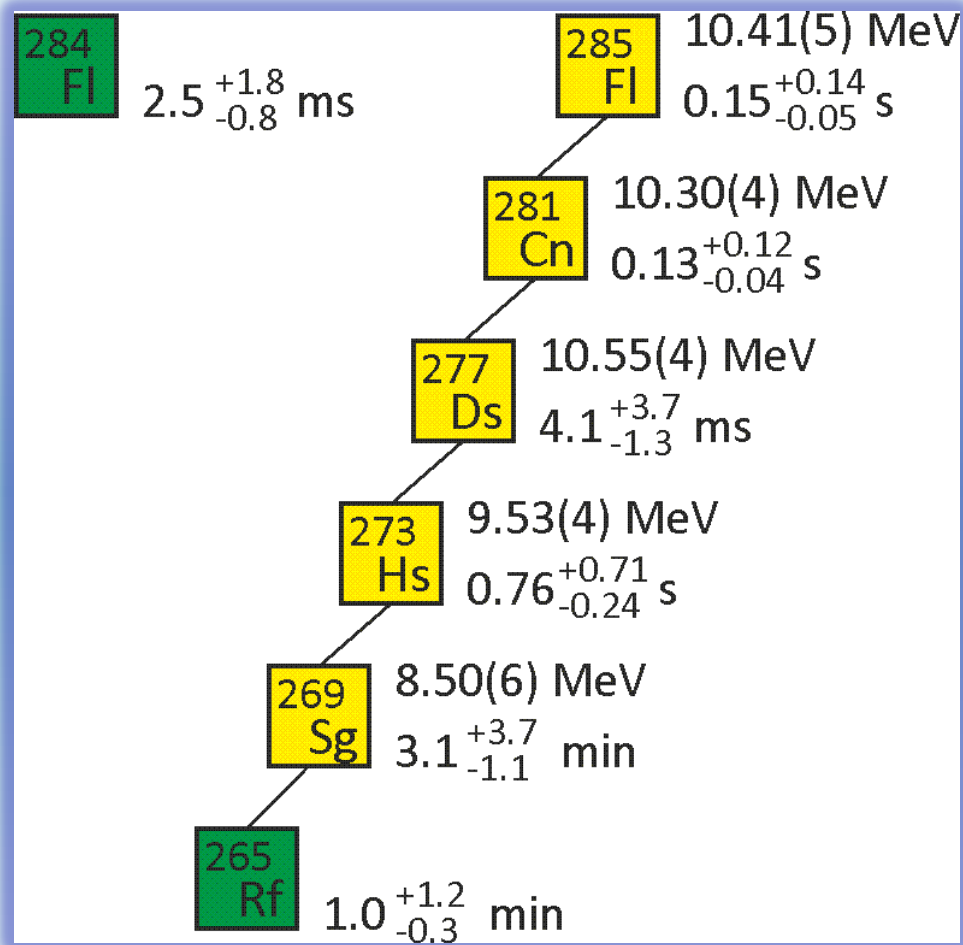 284
Fl
2.5 +1.8 -0.8 ms
285
Fl
10.41(5) MeV
0.15 +0.14 -0.05 s
281
Cn
10.30(4) MeV
0.13 +0.12 -0.04 s
277
Ds
10.55(4) MeV
4.1 +3.7 -1.3 ms
273
Hs
9.53(4) MeV
0.76 +0.71 -0.24 s
269
Sg
8.50(6) MeV
3.1 +3.7 -1.1 min
265
Rf
1.0 +1.2 -0.3 min